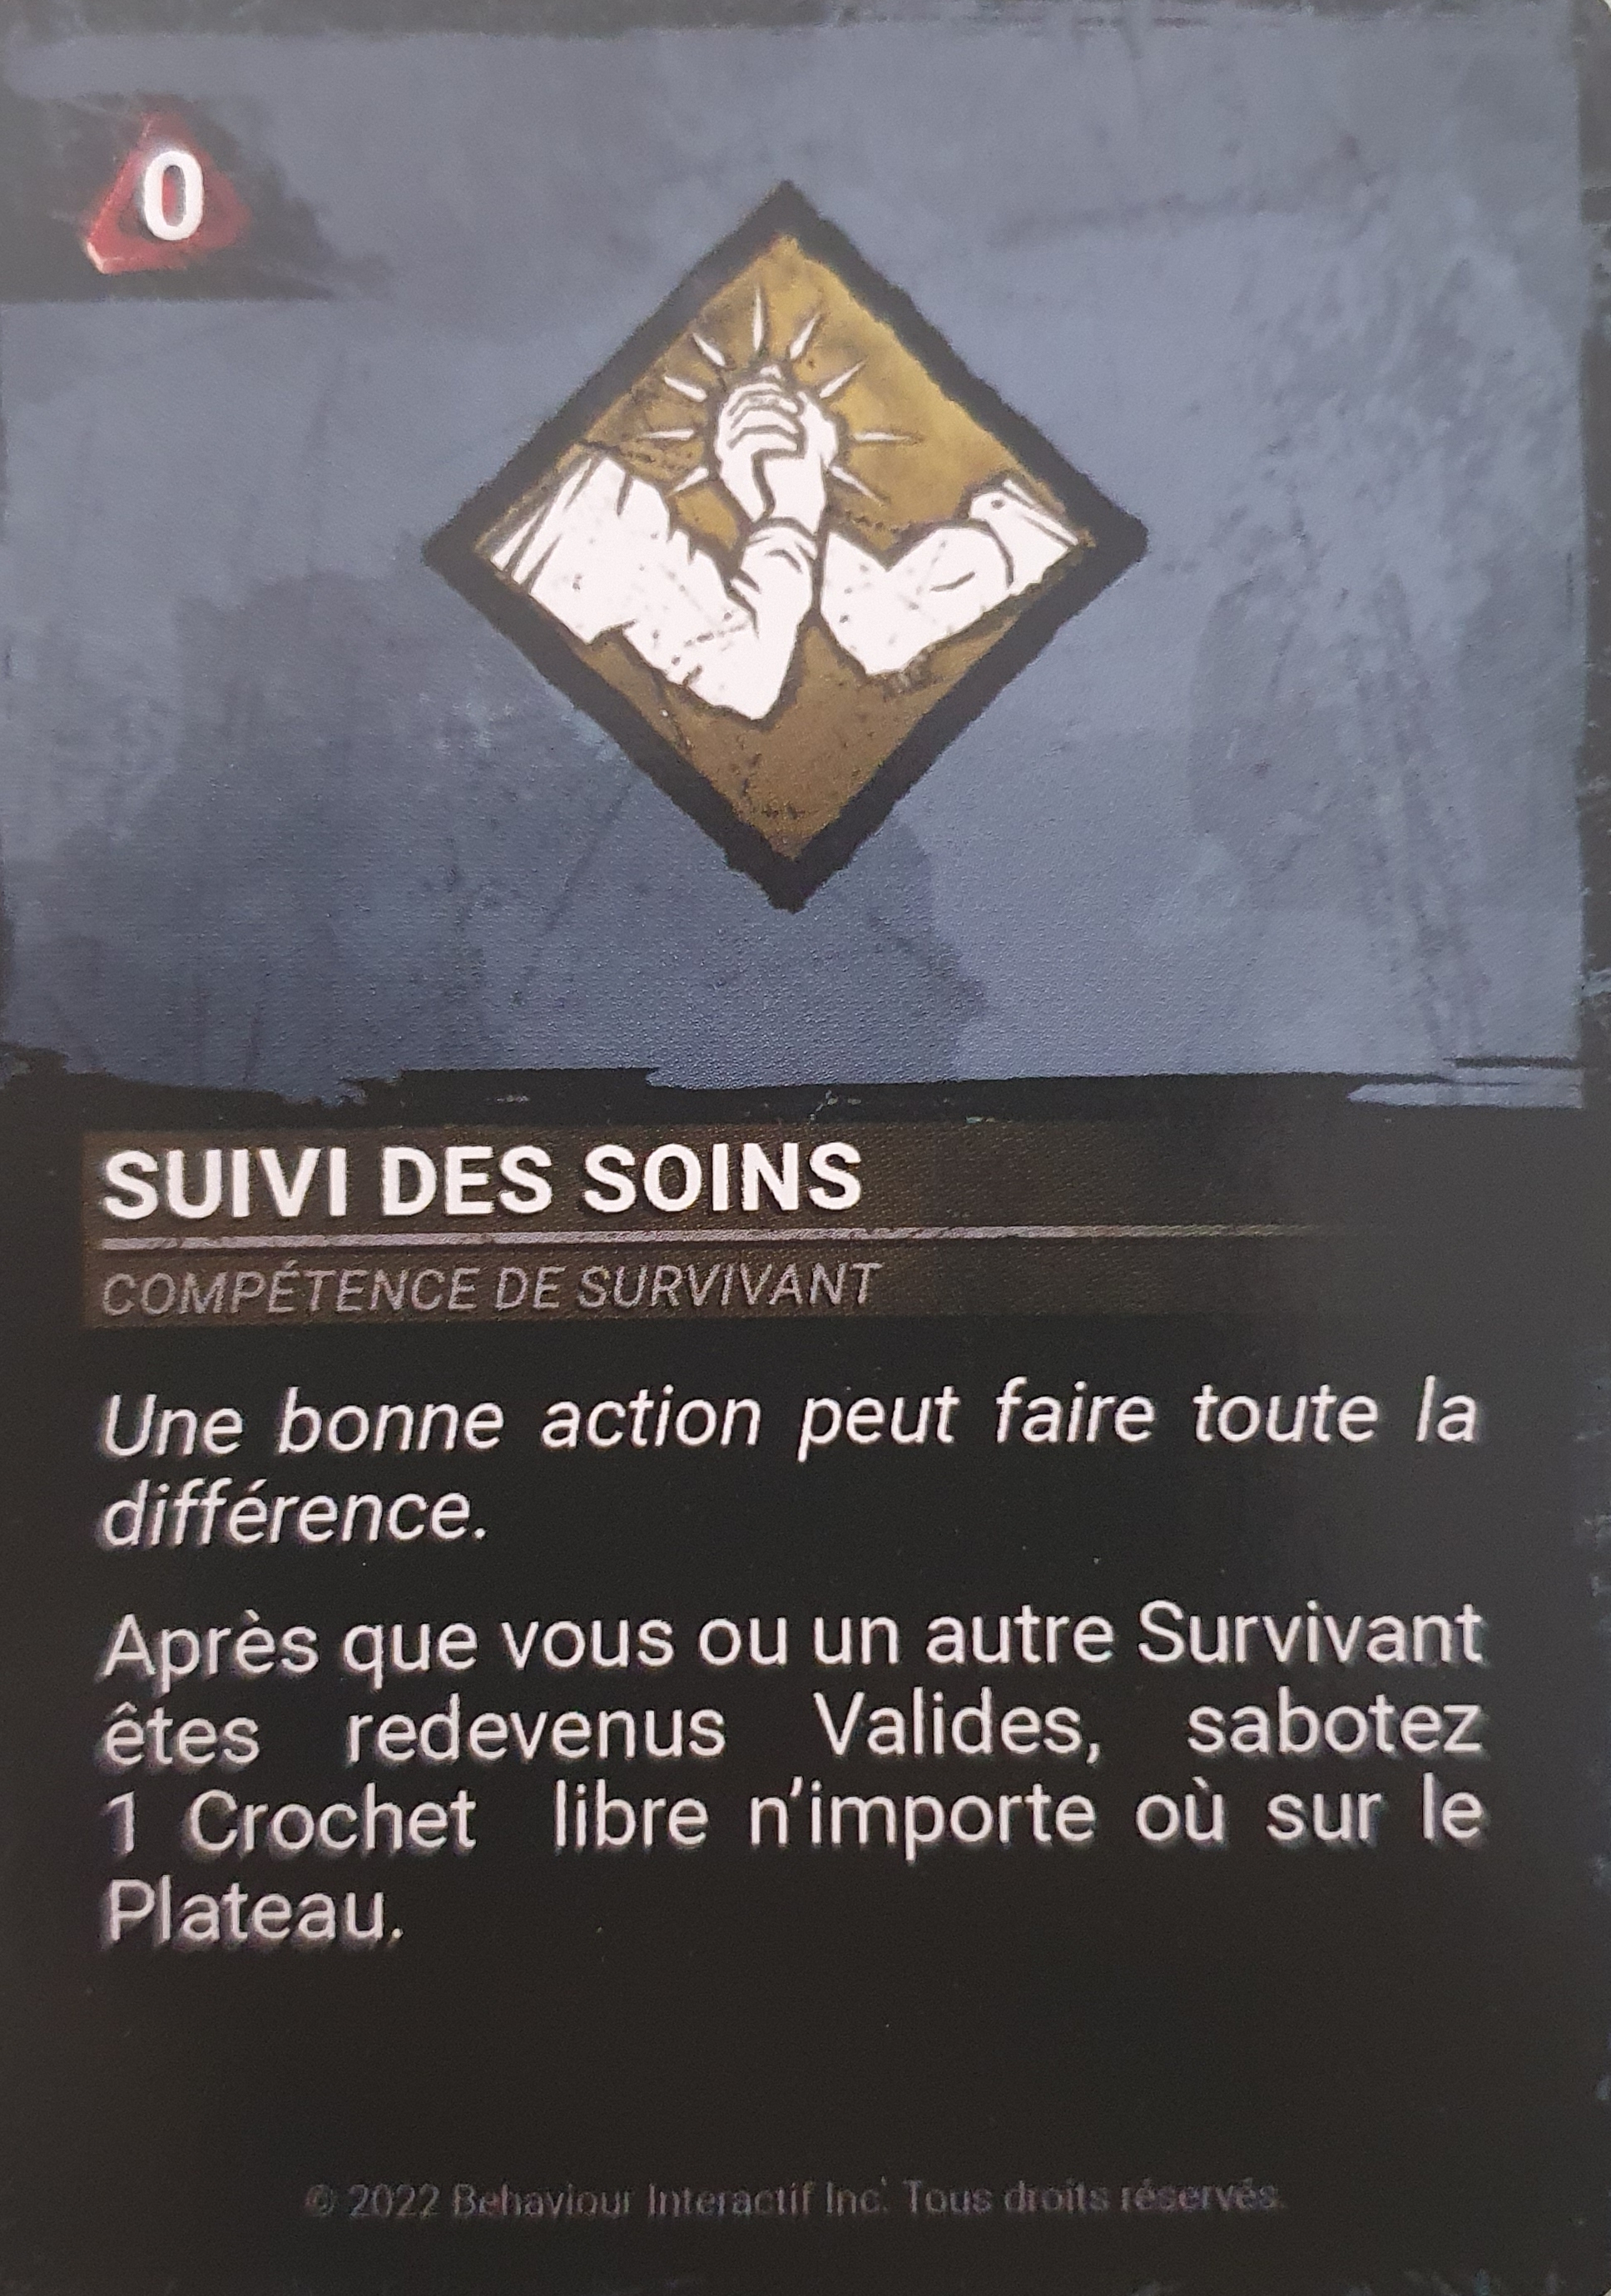 0
SUIVI DES SOINS
COMPÉTENCE DE SURVIVANT
Une bonne action peut faire toute la
différence.
Après que vous ou un autre Survivant
êtes redevenus Valides, sabotez
1 Crochet libre n'importe où sur le
Plateau.
© 2022 Behaviour Interactif Inc. Tous droits réservés.